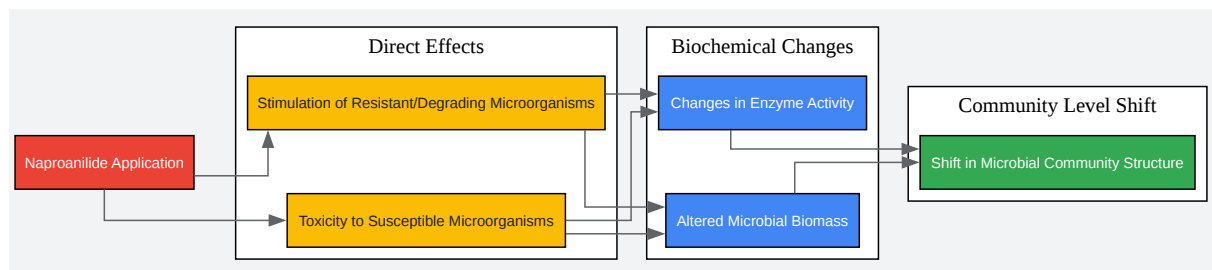 Direct Effects
Biochemical Changes
Stimulation of Resistant/Degrading Microorganisms
Changes in Enzyme Activity
Community Level Shift
Naproanilide Application
Shift in Microbial Community Structure
Toxicity to Susceptible Microorganisms
Altered Microbial Biomass